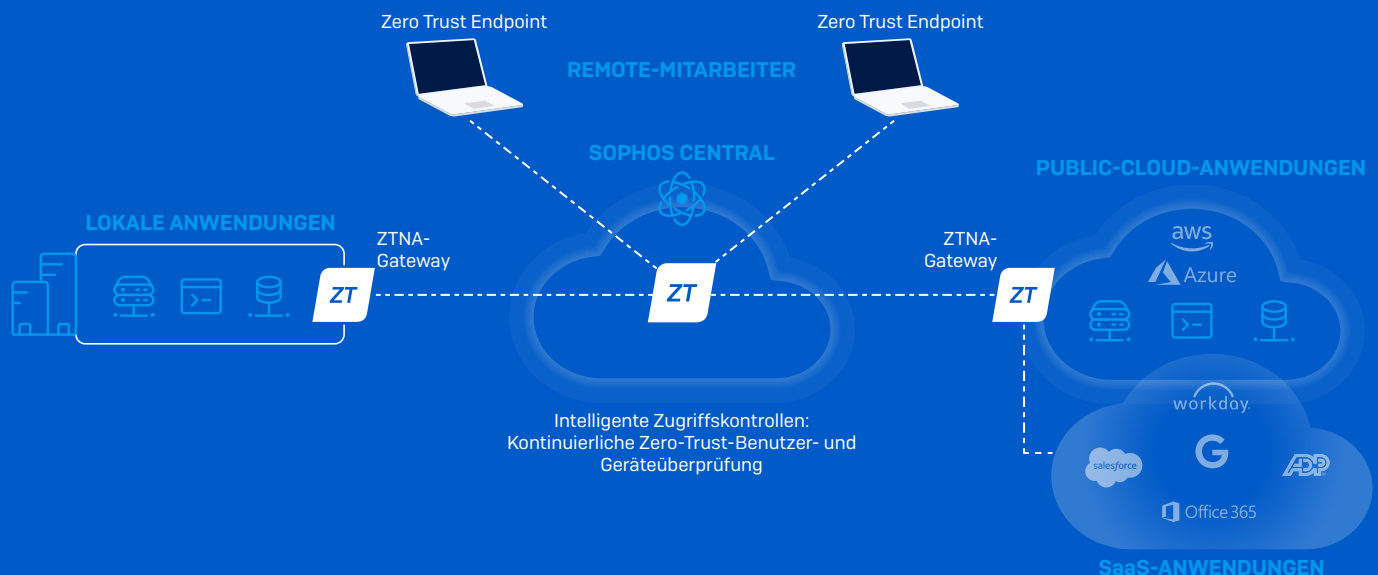 Zero Trust Endpoint
Zero Trust Endpoint
REMOTE-MITARBEITER
SOPHOS CENTRAL
PUBLIC-CLOUD-ANWENDUNGEN
LOKALE ANWENDUNGEN
ZTNA-
Gateway
ZTNA-
Gateway
aws
Azure
ZT
ZT
ZT
workday.
Intelligente Zugriffskontrollen:
Kontinuierliche Zero-Trust-Benutzer- und
Geräteüberprüfung
salesforce
G
ADP
Office 365
SaaS-ANWENDUNGEN